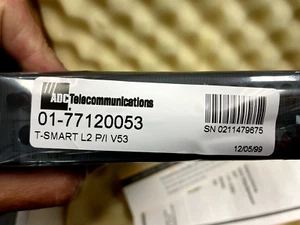 ADC Telecommunications
01-77120053
T-SMART L2 P/I V53
SN 0211479675
12/05/99